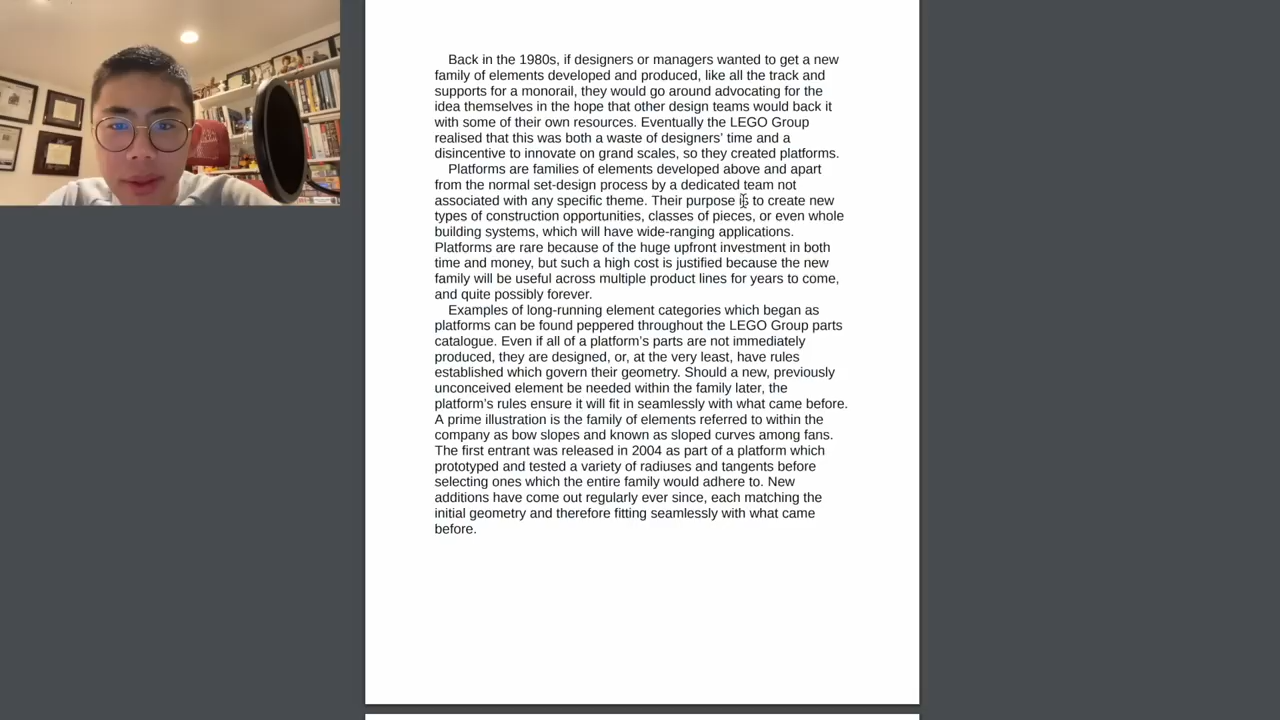 Back in the 1980s, if designers or managers wanted to get a new
family of elements developed and produced, like all the track and
supports for a monorail, they would go around advocating for the
idea themselves in the hope that other design teams would back it
with some of their own resources. Eventually the LEGO Group
realised that this was both a waste of designers’ time and a
disincentive to innovate on grand scales, so they created platforms.
Platforms are families of elements developed above and apart
from the normal set-design process by a dedicated team not
associated with any specific theme. Their purpose is to create new
types of construction opportunities, classes of pieces, or even whole
building systems, which will have wide-ranging applications.
Platforms are rare because of the huge upfront investment in both
time and money, but such a high cost is justified because the new
family will be useful across multiple product lines for years to come,
and quite possibly forever.
Examples of long-running element categories which began as
platforms can be found peppered throughout the LEGO Group parts
catalogue. Even if all of a platform’s parts are not immediately
produced, they are designed, or, at the very least, have rules
established which govern their geometry. Should a new, previously
unconceived element be needed within the family later, the
platform’s rules ensure it will fit in seamlessly with what came before.
A prime illustration is the family of elements referred to within the
company as bow slopes and known as sloped curves among fans.
The first entrant was released in 2004 as part of a platform which
prototyped and tested a variety of radiuses and tangents before
selecting ones which the entire family would adhere to. New
additions have come out regularly ever since, each matching the
initial geometry and therefore fitting seamlessly with what came
before.